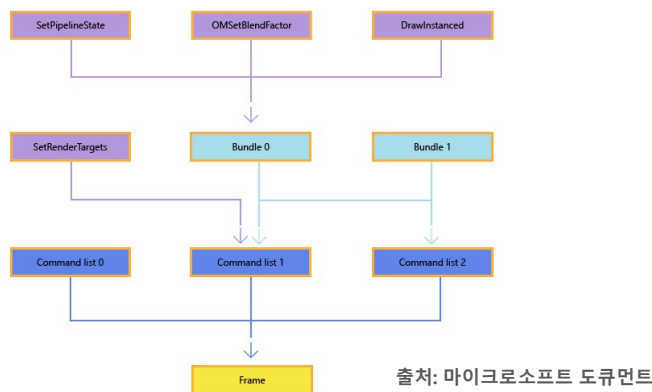 SetPipelineState
OMSetBlendFactor
DrawInstanced
SetRenderTargets
Bundle 0
Bundle 1
Command list 0
Command list 1
Command list 2
Frame
출처: 마이크로소프트 도큐먼트